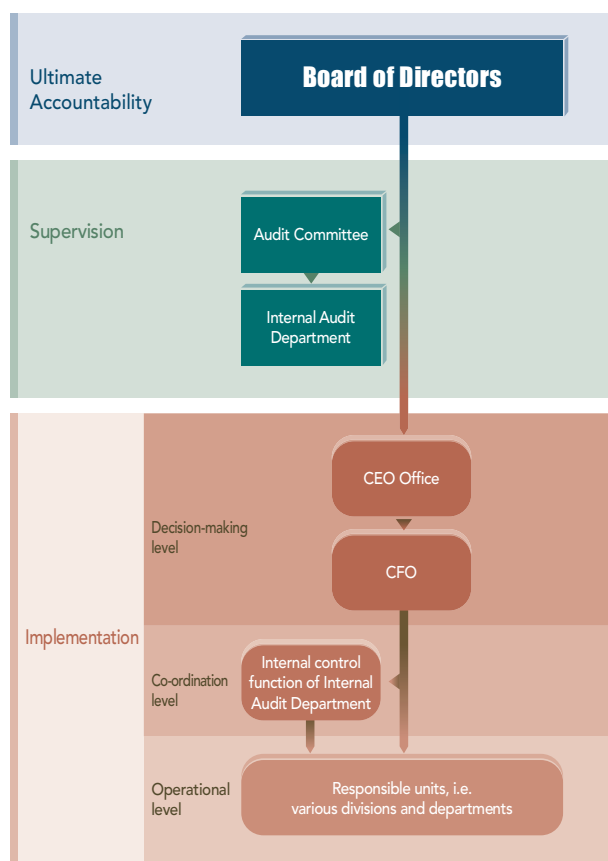 Ultimate
Accountability
Board of Directors
Supervision
Audit Committee
Internal Audit
Department
Implementation
Decision-making
level
CEO Office
CFO
Co-ordination
level
Internal control
function of Internal
Audit Department
Operational
level
Responsible units, i.e.
various divisions and departments